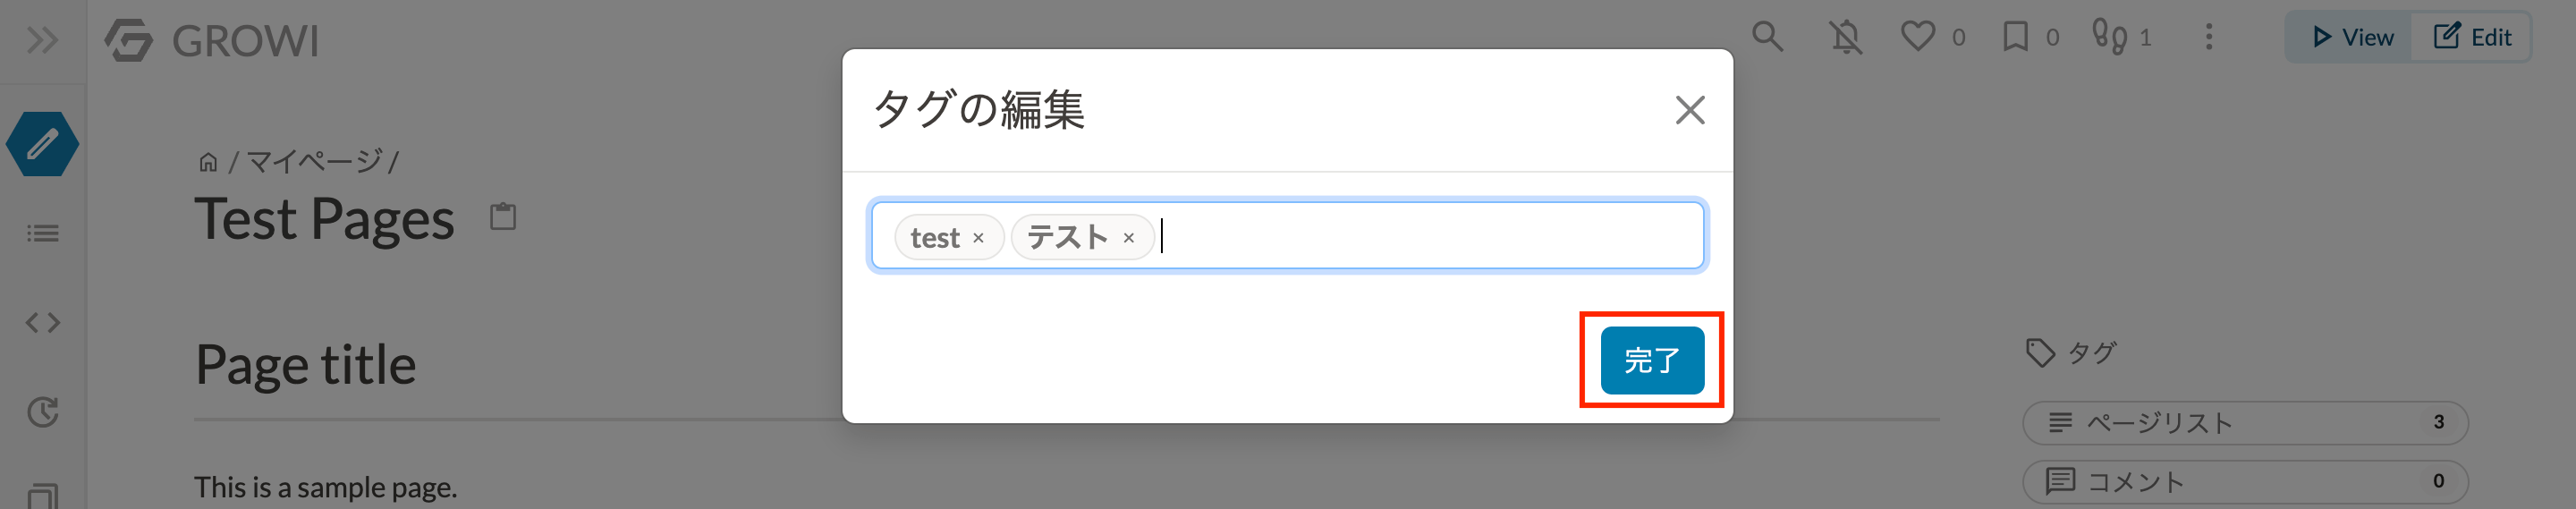 GROWI
0
0
1
View
Edit
タグの編集
/ マイページ /
Test Pages
test ×
テスト ×
完了
Page title
タグ
ページリスト 3
This is a sample page.
コメント 0